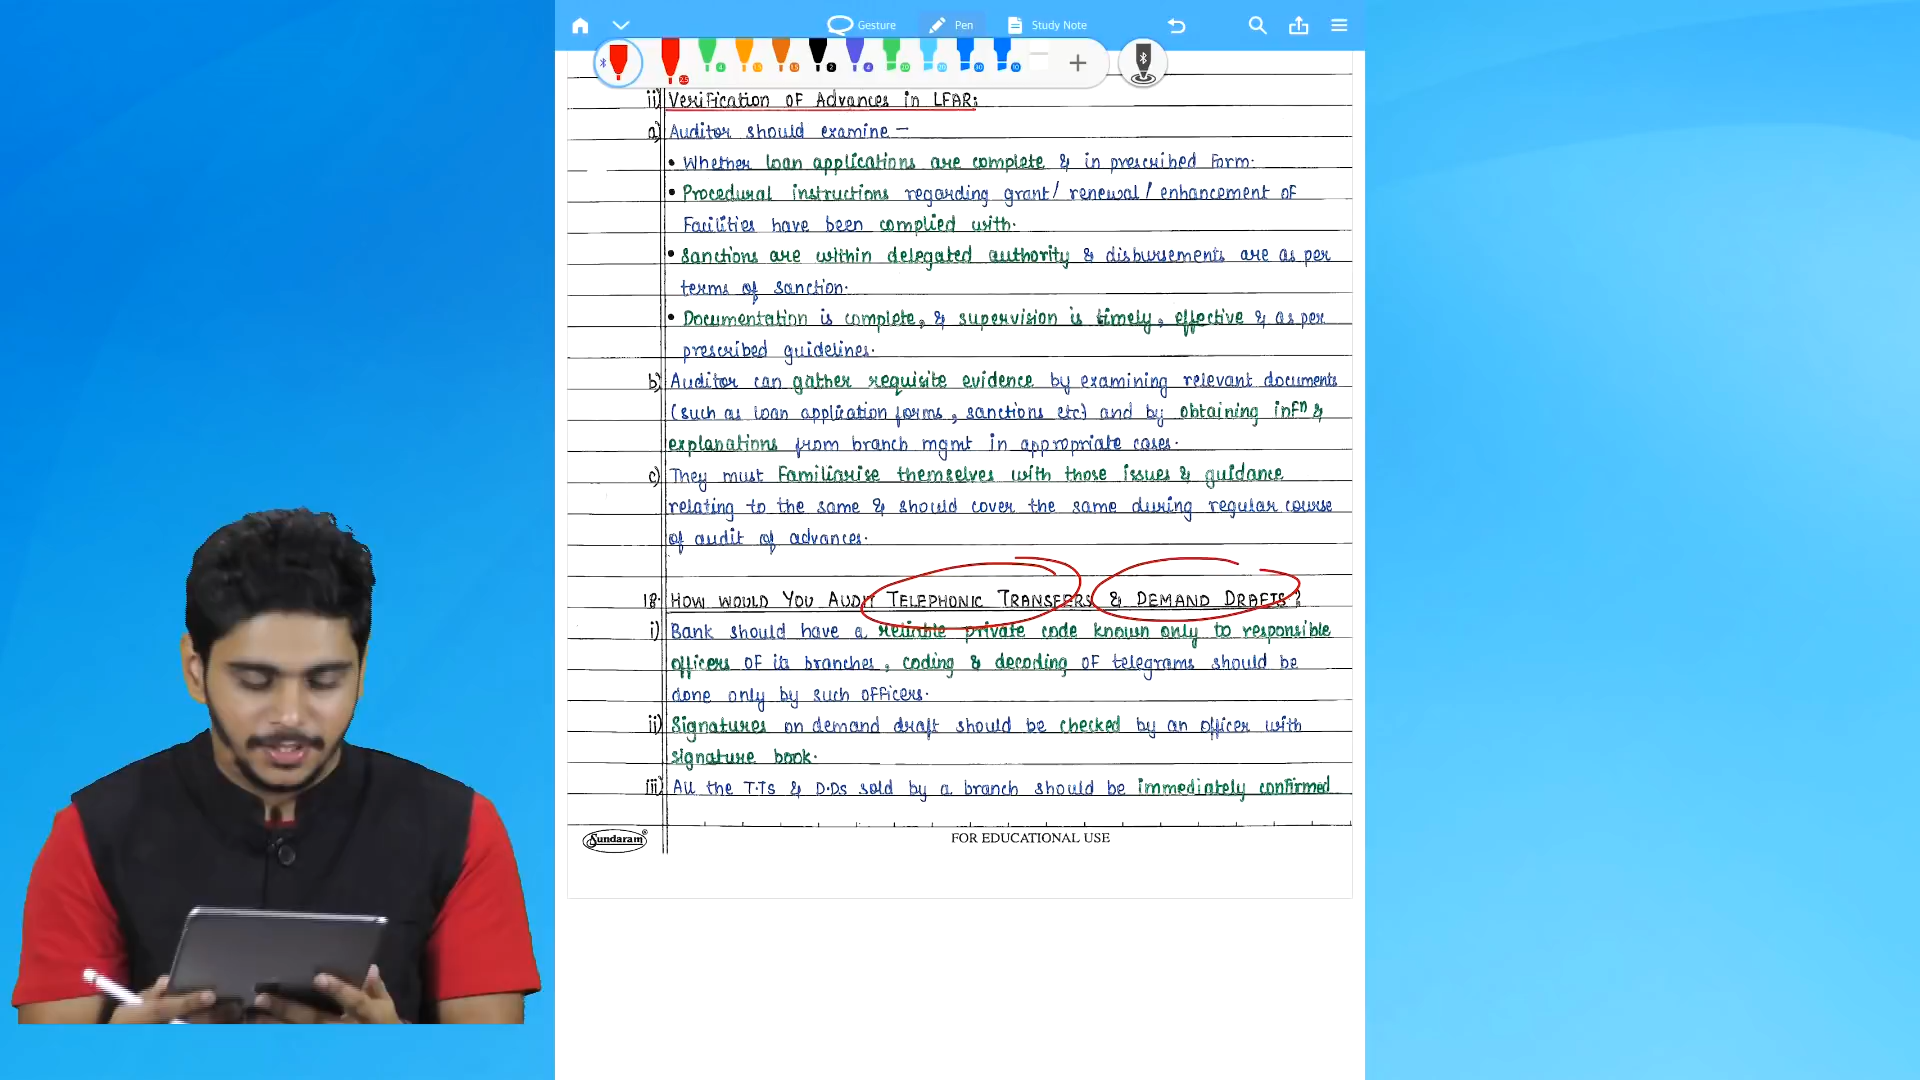 Gesture Pen Study Note
ii) Verification OF Advances in LFAR:
a) Auditor should examine —
• Whether loan applications are complete & in prescribed Form.
• Procedural instructions regarding grant/ renewal/ enhancement OF
Facilities have been complied with.
• Sanctions are within delegated authority & disbursements are as per
terms of sanction.
• Documentation is complete, & supervision is timely, effective & as per
prescribed guidelines.
b) Auditor can gather requisite evidence by examining relevant documents
(such as loan application forms, sanctions etc) and by obtaining infⁿ &
explanations from branch mgmt in appropriate cases.
c) They must Familiarise themselves with those issues & guidance
relating to the same & should cover the same during regular course
of audit of advances.
18. HOW WOULD YOU AUDIT TELEPHONIC TRANSFERS & DEMAND DRAFTS?
i) Bank should have a reliable private code known only to responsible
officers OF its branches, coding & decoding OF telegrams should be
done only by such OFFicers.
ii) Signatures on demand draft should be checked by an officer with
signature book.
iii) All the T.Ts & D.Ds sold by a branch should be immediately confirmed
Sundaram®
FOR EDUCATIONAL USE